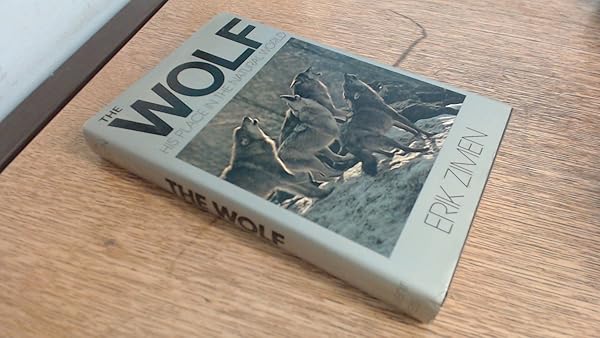 THE
WOLF
HIS PLACE IN THE NATURAL WORLD
ERIK ZIMEN
THE WOLF